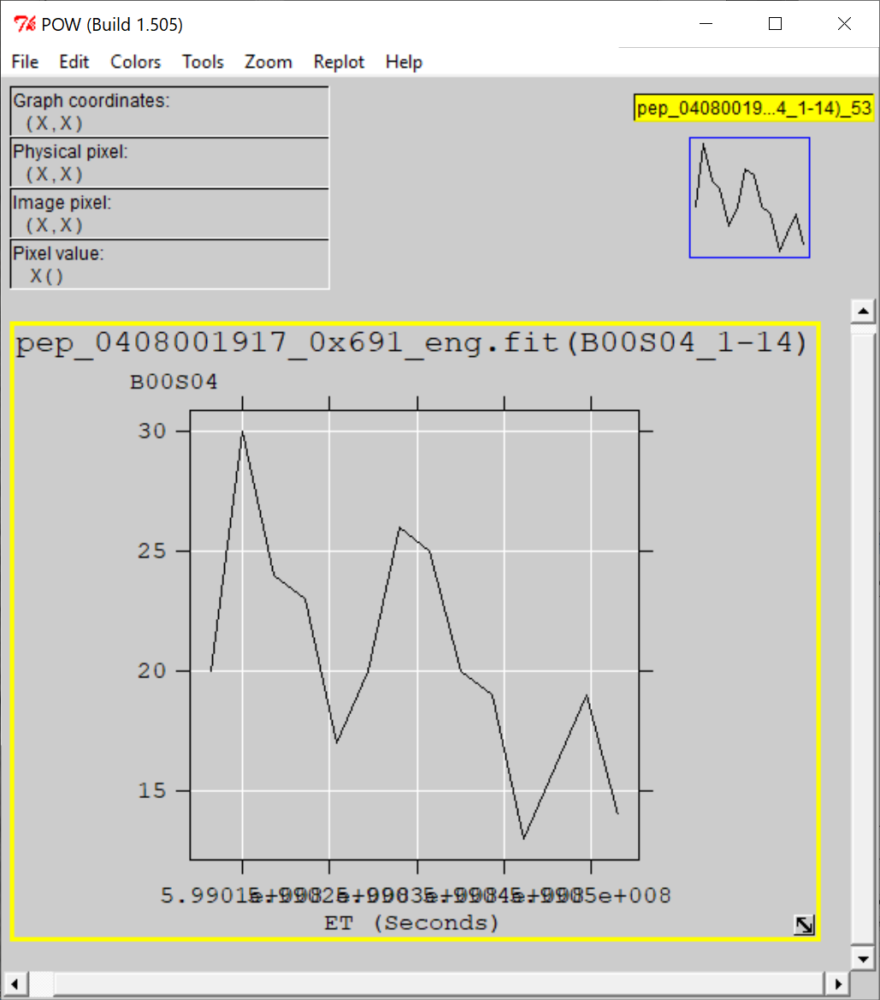 POW (Build 1.505)
File Edit Colors Tools Zoom Replot Help
Graph coordinates:
(X,X)
Physical pixel:
(X,X)
Image pixel:
(X,X)
Pixel value:
X()
pep_04080019...4_1-14)_53
pep_0408001917_0x691_eng.fit(B00S04_1-14)
B00S04
30
25
20
15
ET (Seconds)